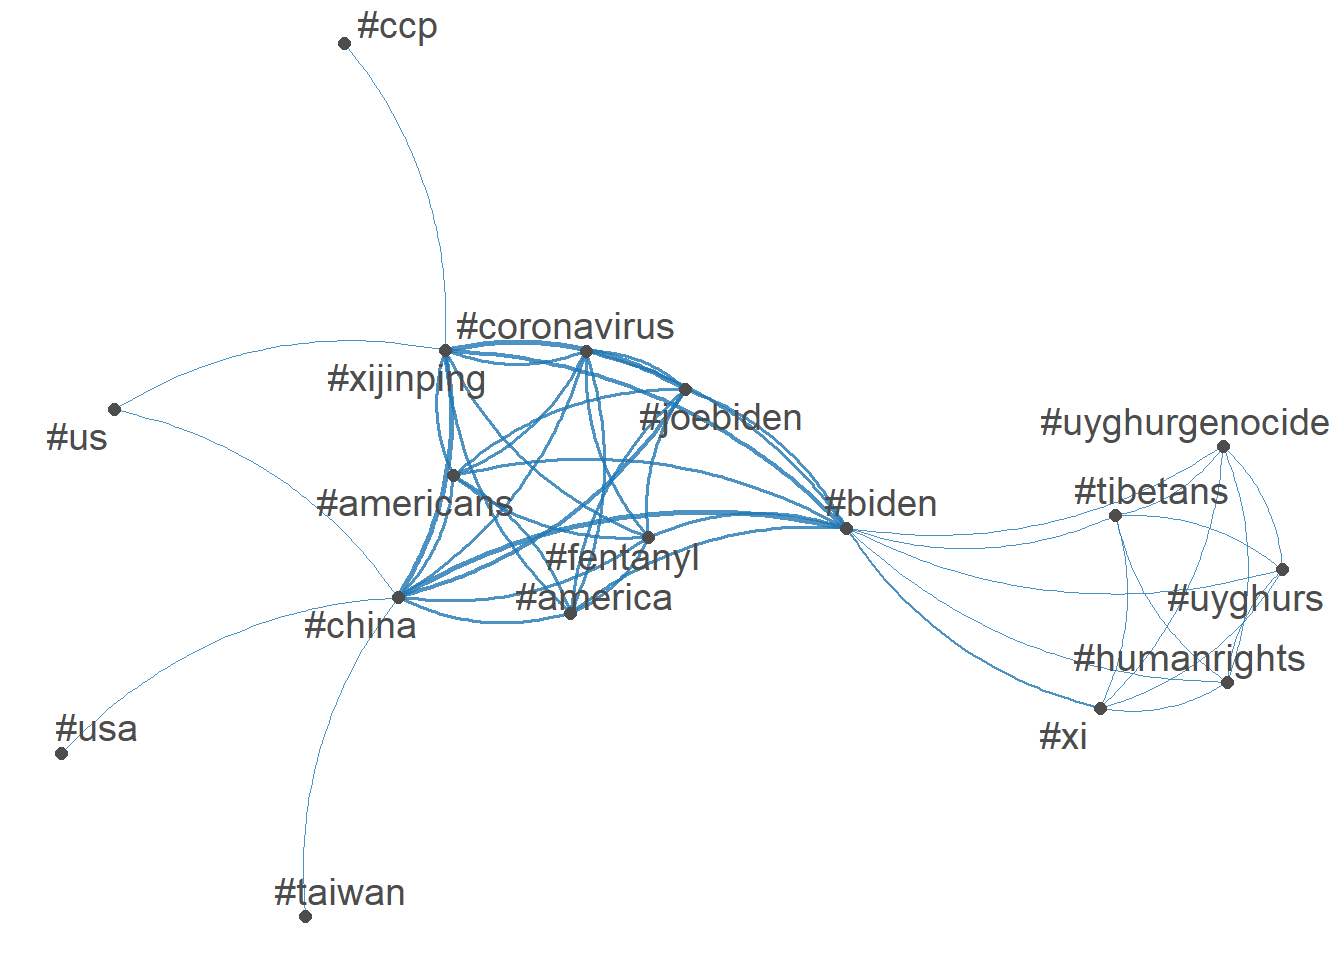 #ccp
#coronavirus
#xijinping
#joebiden
#us
#uyghurgenocide
#tibetans
#americans
#biden
#fentanyl
#america
#uyghurs
#china
#humanrights
#usa
#xi
#taiwan